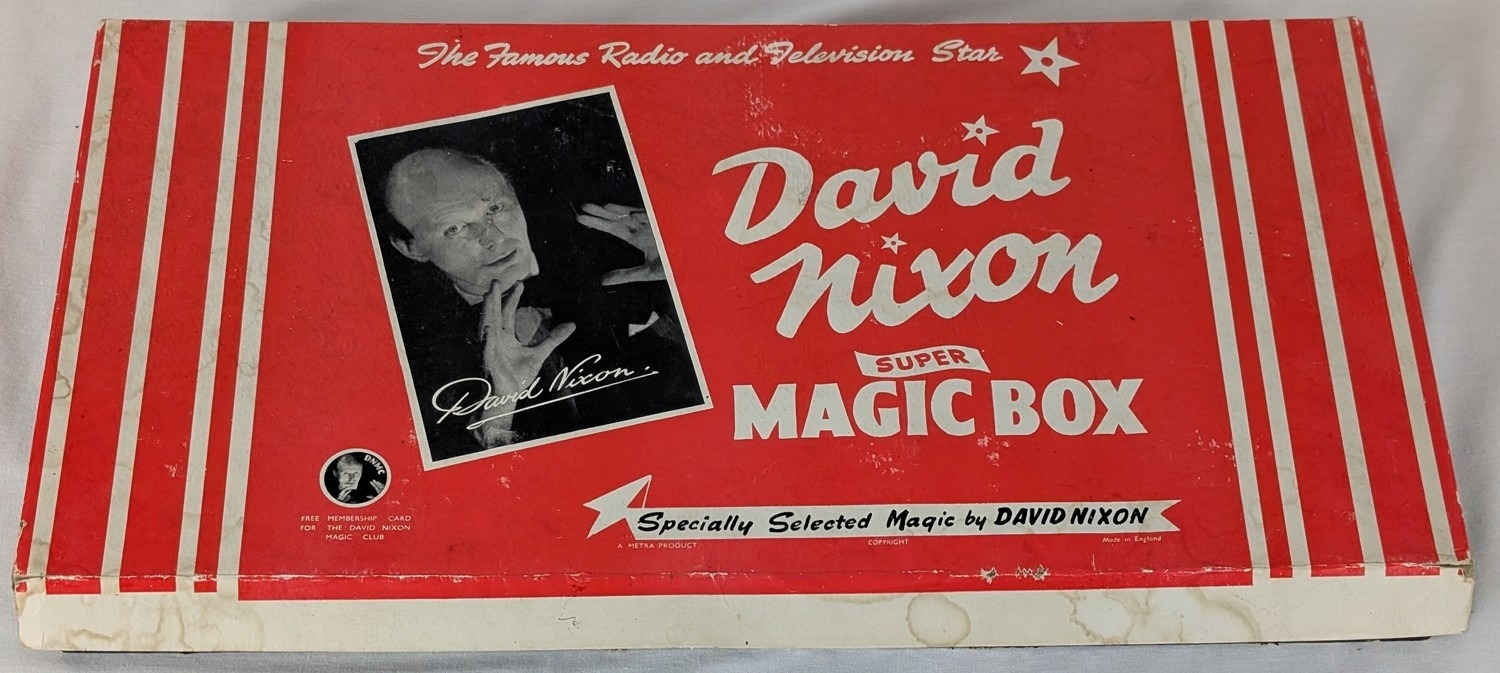 The Famous Radio and Television Star
David
Nixon
SUPER
MAGIC BOX
David Nixon.
DNMC
FREE MEMBERSHIP CARD
FOR THE DAVID NIXON
MAGIC CLUB
Specially Selected Magic by DAVID NIXON
A METRA PRODUCT
COPYRIGHT
Made in England